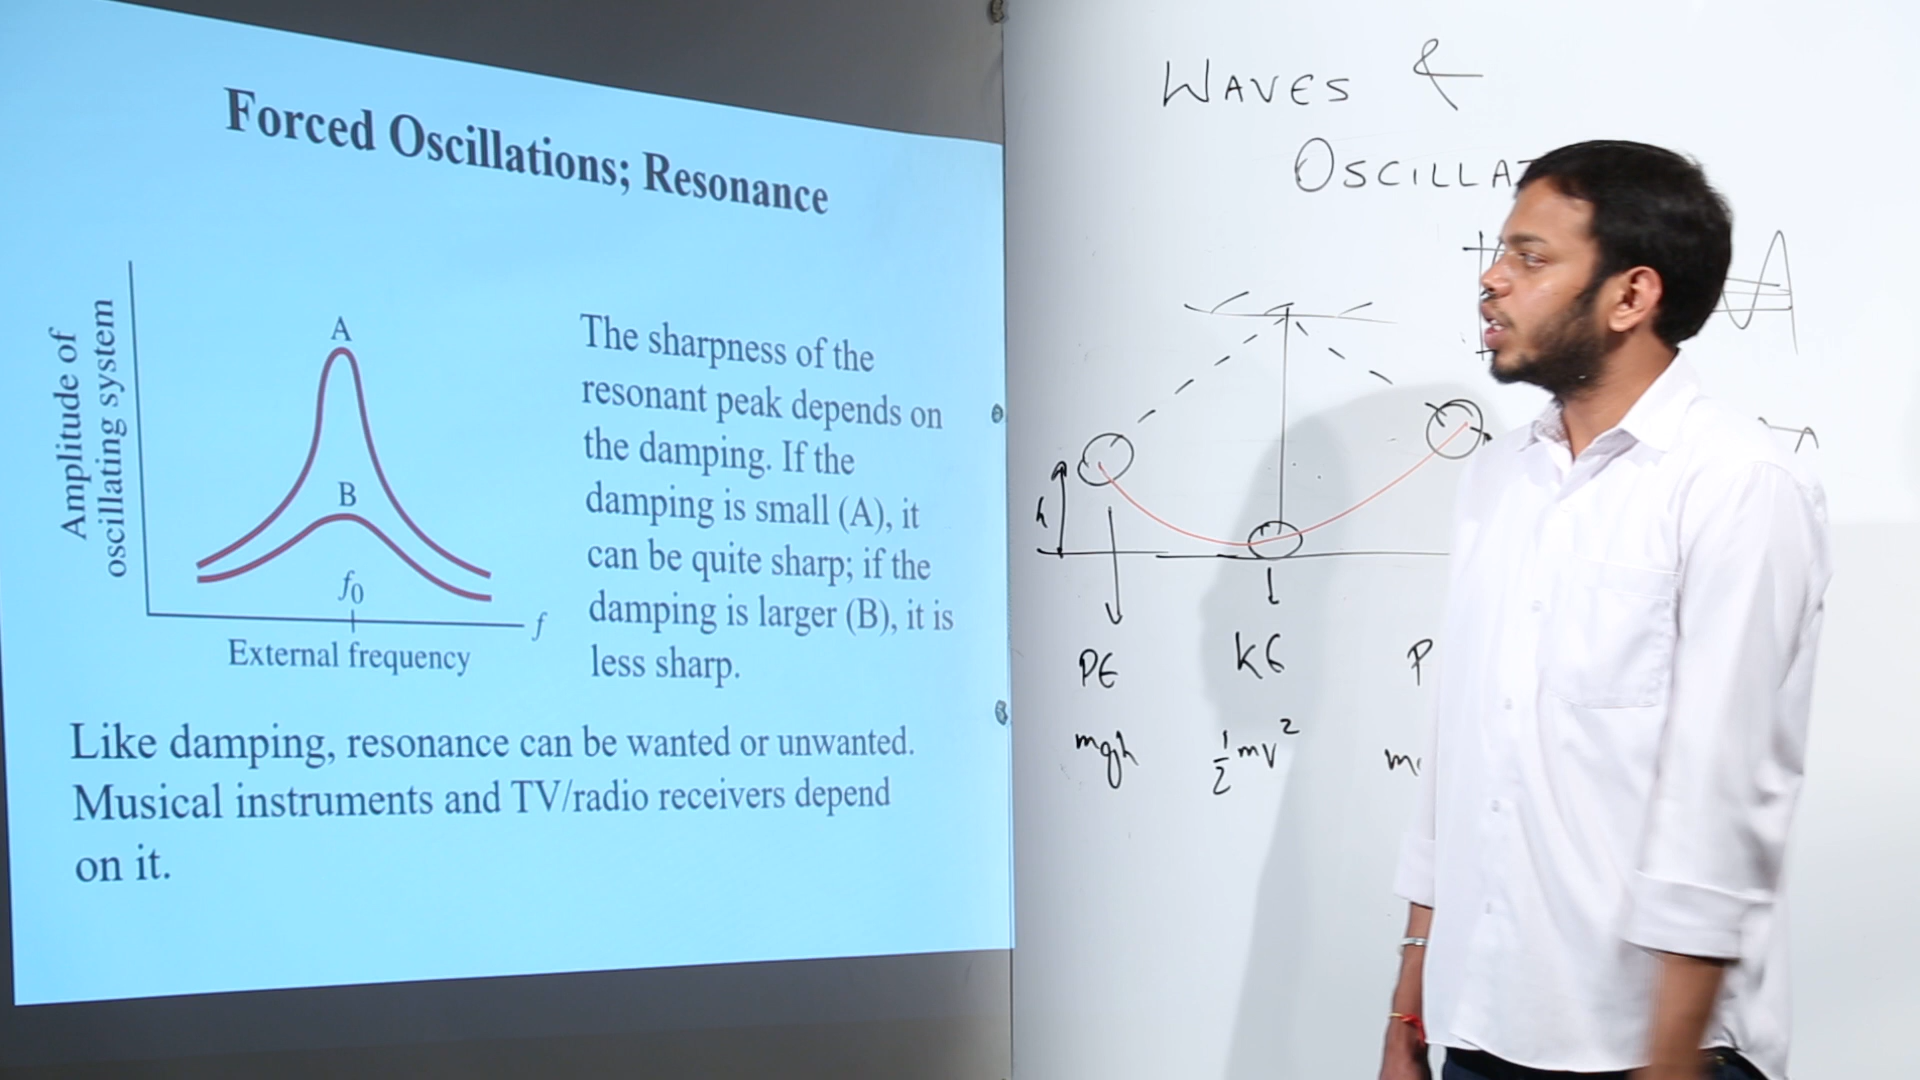 Forced Oscillations; Resonance
Amplitude of
oscillating system
A
B
f0
f
External frequency
The sharpness of the
resonant peak depends on
the damping. If the
damping is small (A), it
can be quite sharp; if the
damping is larger (B), it is
less sharp.
Like damping, resonance can be wanted or unwanted.
Musical instruments and TV/radio receivers depend
on it.
WAVES &
OSCILLA
h
PE KE P
mgh 1/2 mv²